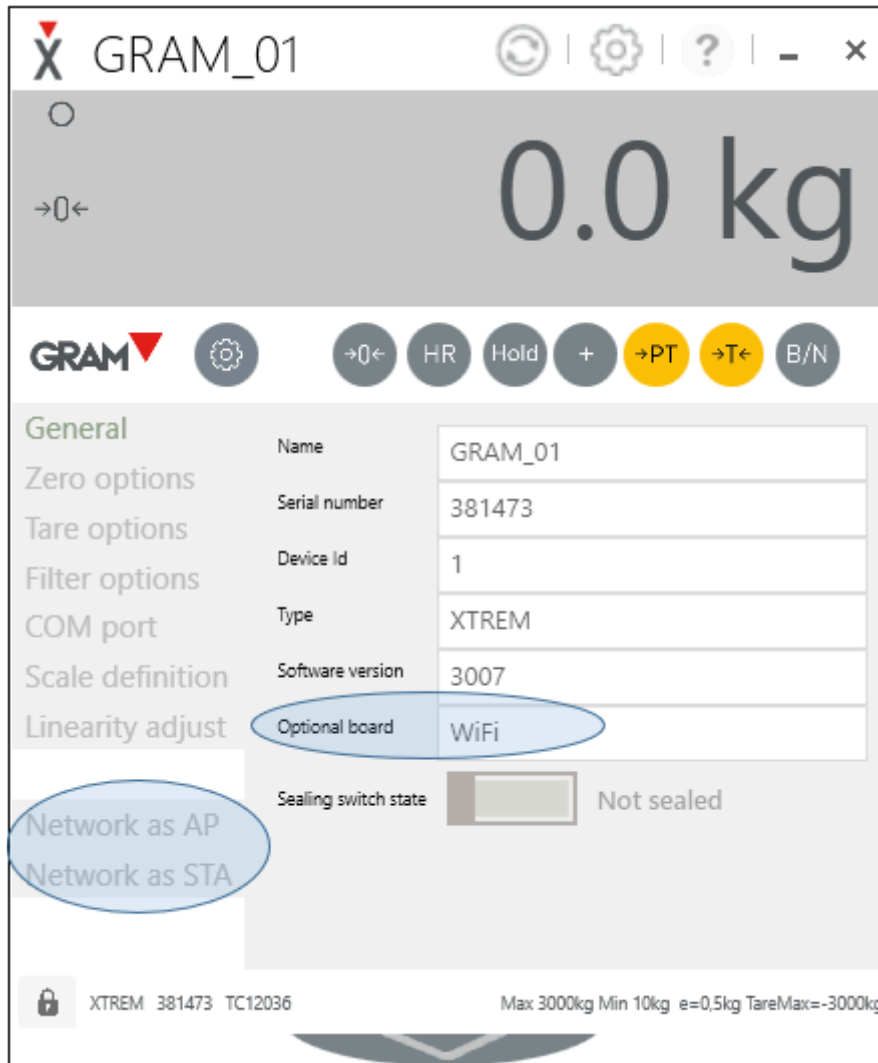 GRAM_01
?
→0←
0.0 kg
GRAM
→0← HR Hold + →PT →T← B/N
General
Zero options
Tare options
Filter options
COM port
Scale definition
Linearity adjust
Network as AP
Network as STA
Name GRAM_01
Serial number 381473
Device Id 1
Type XTREM
Software version 3007
Optional board WiFi
Sealing switch state Not sealed
XTREM 381473 TC12036 Max 3000kg Min 10kg e=0,5kg TareMax=-3000kg